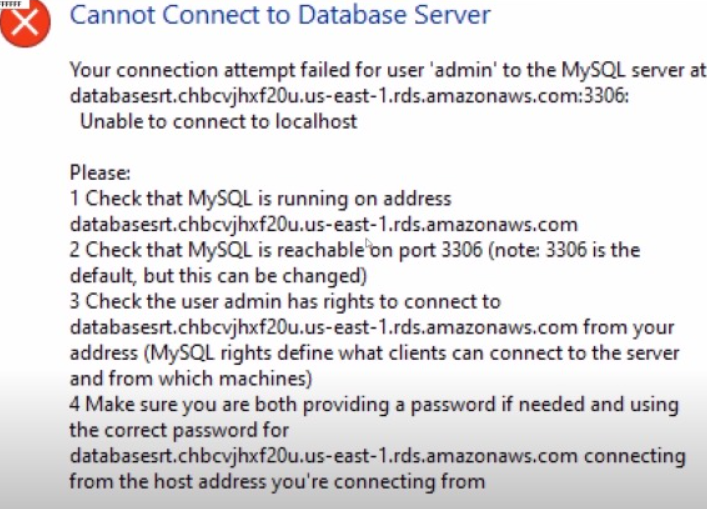 Cannot Connect to Database Server
Your connection attempt failed for user 'admin' to the MySQL server at
databasesrt.chbcvjhxf20u.us-east-1.rds.amazonaws.com:3306:
Unable to connect to localhost
Please:
1 Check that MySQL is running on address
databasesrt.chbcvjhxf20u.us-east-1.rds.amazonaws.com
2 Check that MySQL is reachable on port 3306 (note: 3306 is the
default, but this can be changed)
3 Check the user admin has rights to connect to
databasesrt.chbcvjhxf20u.us-east-1.rds.amazonaws.com from your
address (MySQL rights define what clients can connect to the server
and from which machines)
4 Make sure you are both providing a password if needed and using
the correct password for
databasesrt.chbcvjhxf20u.us-east-1.rds.amazonaws.com connecting
from the host address you're connecting from